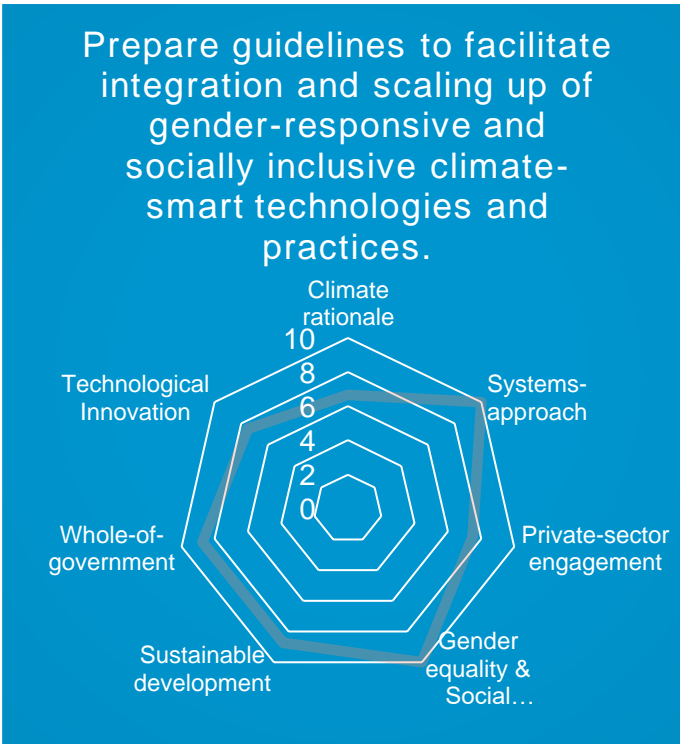 Prepare guidelines to facilitate
integration and scaling up of
gender-responsive and
socially inclusive climate-
smart technologies and
practices.
Climate
rationale
10
8
6
4
2
0
Systems-
approach
Private-sector
engagement
Gender
equality &
Social…
Sustainable
development
Whole-of-
government
Technological
Innovation